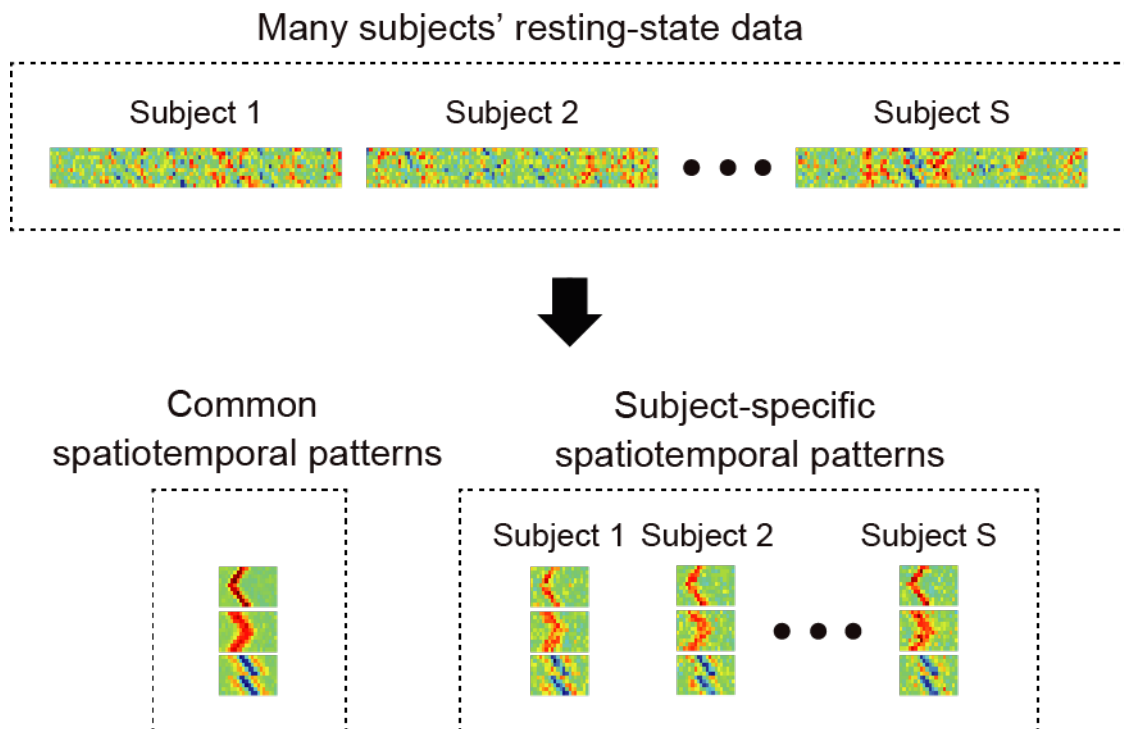 Many subjects’ resting-state data
Subject 1
Subject 2
Subject S
Common
spatiotemporal patterns
Subject-specific
spatiotemporal patterns
Subject 1
Subject 2
Subject S